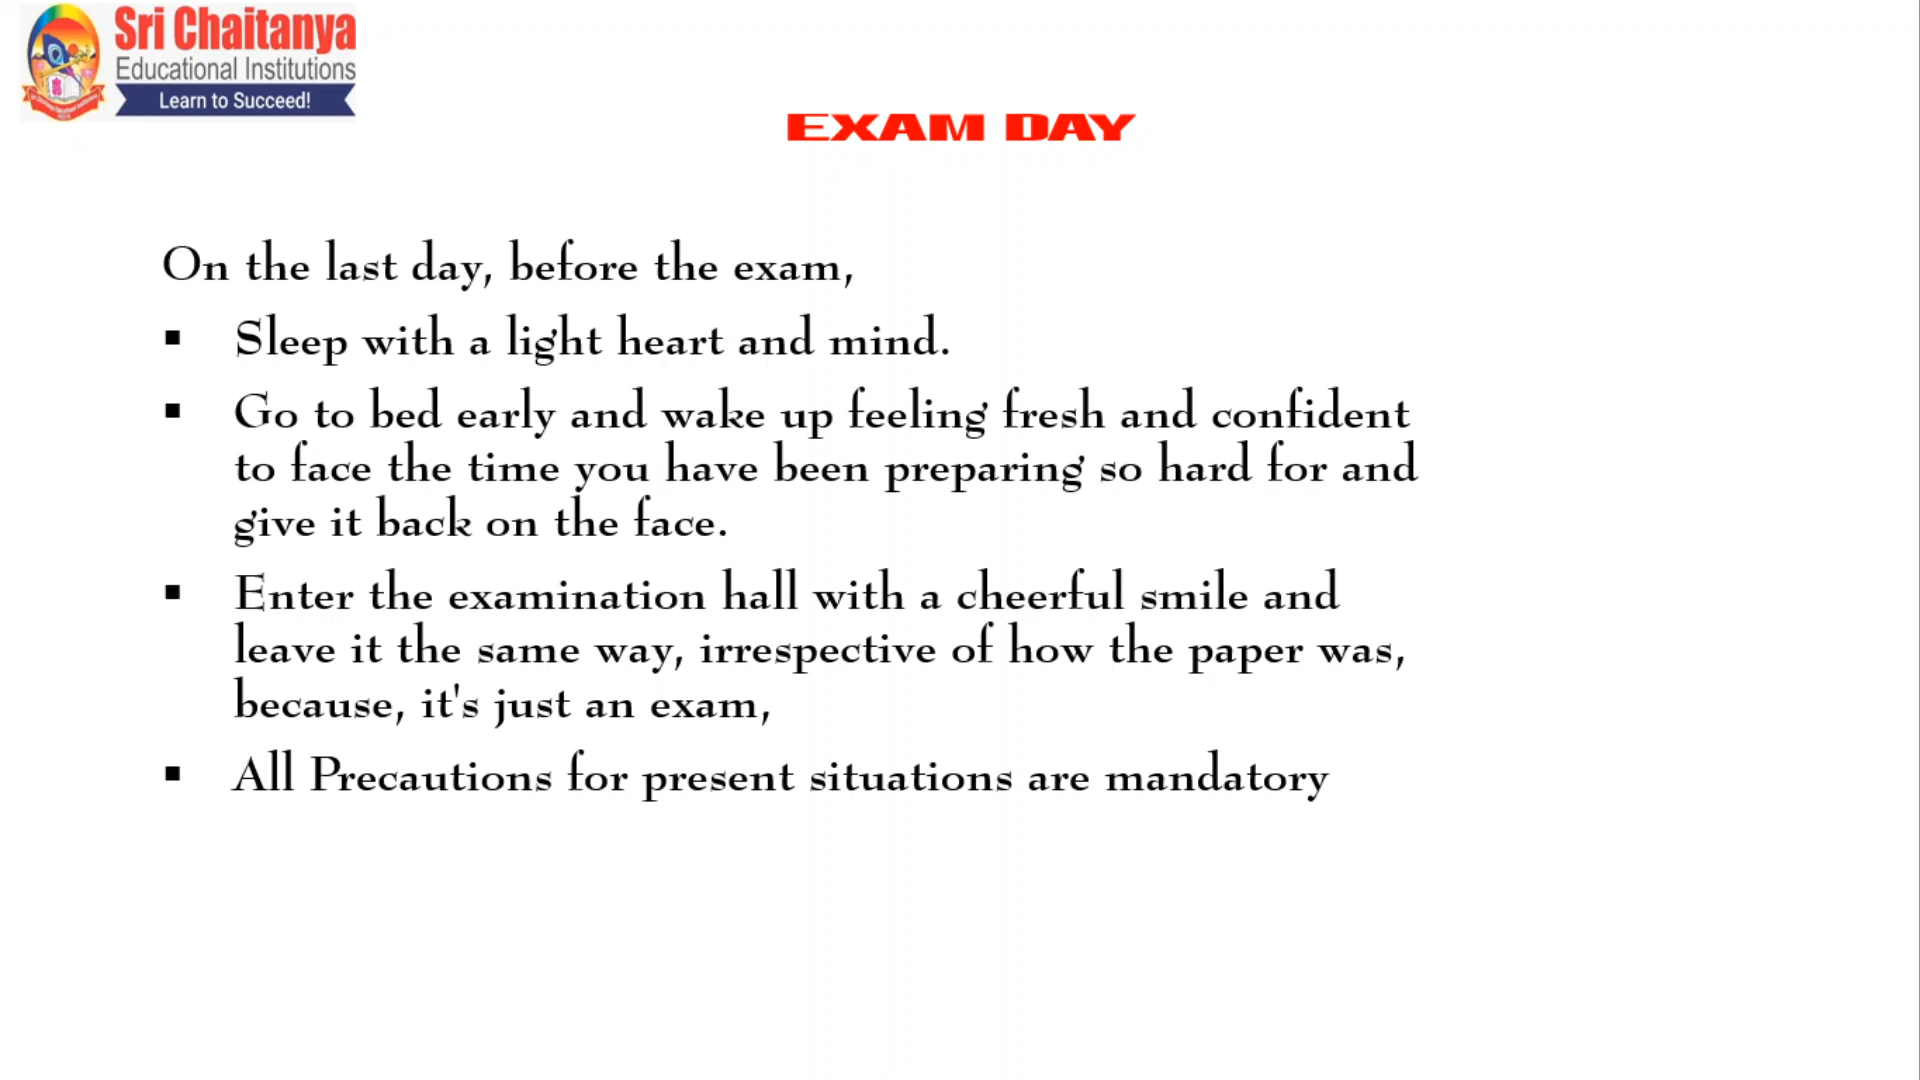 Sri Chaitanya
Educational Institutions
Learn to Succeed!
EXAM DAY
On the last day, before the exam,
▪ Sleep with a light heart and mind.
▪ Go to bed early and wake up feeling fresh and confident
to face the time you have been preparing so hard for and
give it back on the face.
▪ Enter the examination hall with a cheerful smile and
leave it the same way, irrespective of how the paper was,
because, it's just an exam,
▪ All Precautions for present situations are mandatory